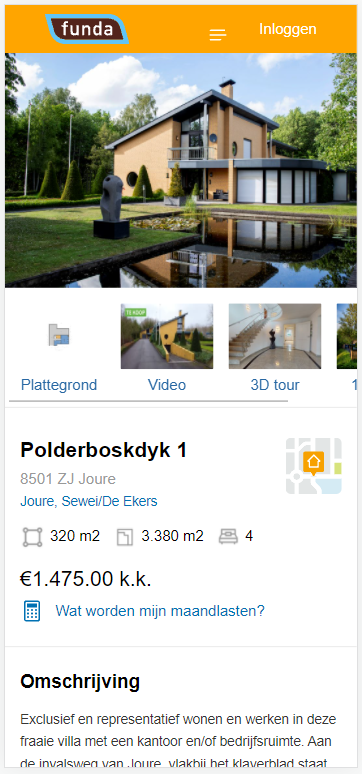 funda
Inloggen
TE KOOP
Plattegrond
Video
3D tour
1
Polderboskdyk 1
8501 ZJ Joure
Joure, Sewei/De Ekers
320 m2
3.380 m2
4
€1.475.00 k.k.
Wat worden mijn maandlasten?
Omschrijving
Exclusief en representatief wonen en werken in deze
fraaie villa met een kantoor en/of bedrijfsruimte. Aan
de invalsweg van Joure, vlakbij het klaverblad staat